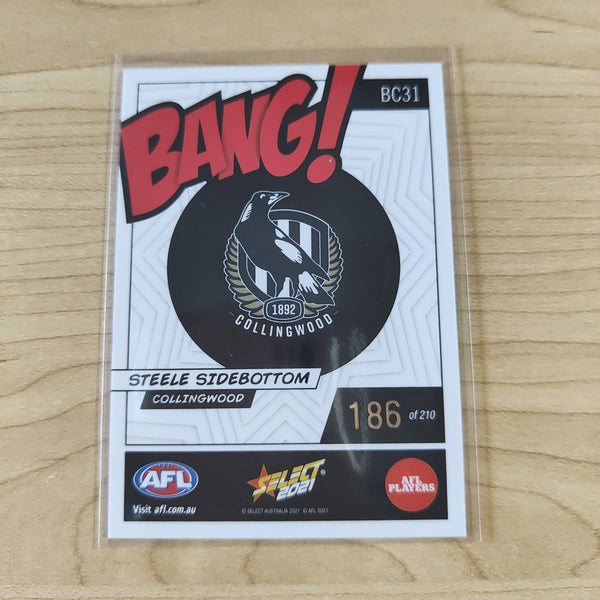 BC31
BANG!
1892
COLLINGWOOD
STEELE SIDEBOTTOM
COLLINGWOOD
186 of 210
AFL
Visit afl.com.au
SELECT
2021
© SELECT AUSTRALIA 2021 © AFL 2021
AFL
PLAYERS